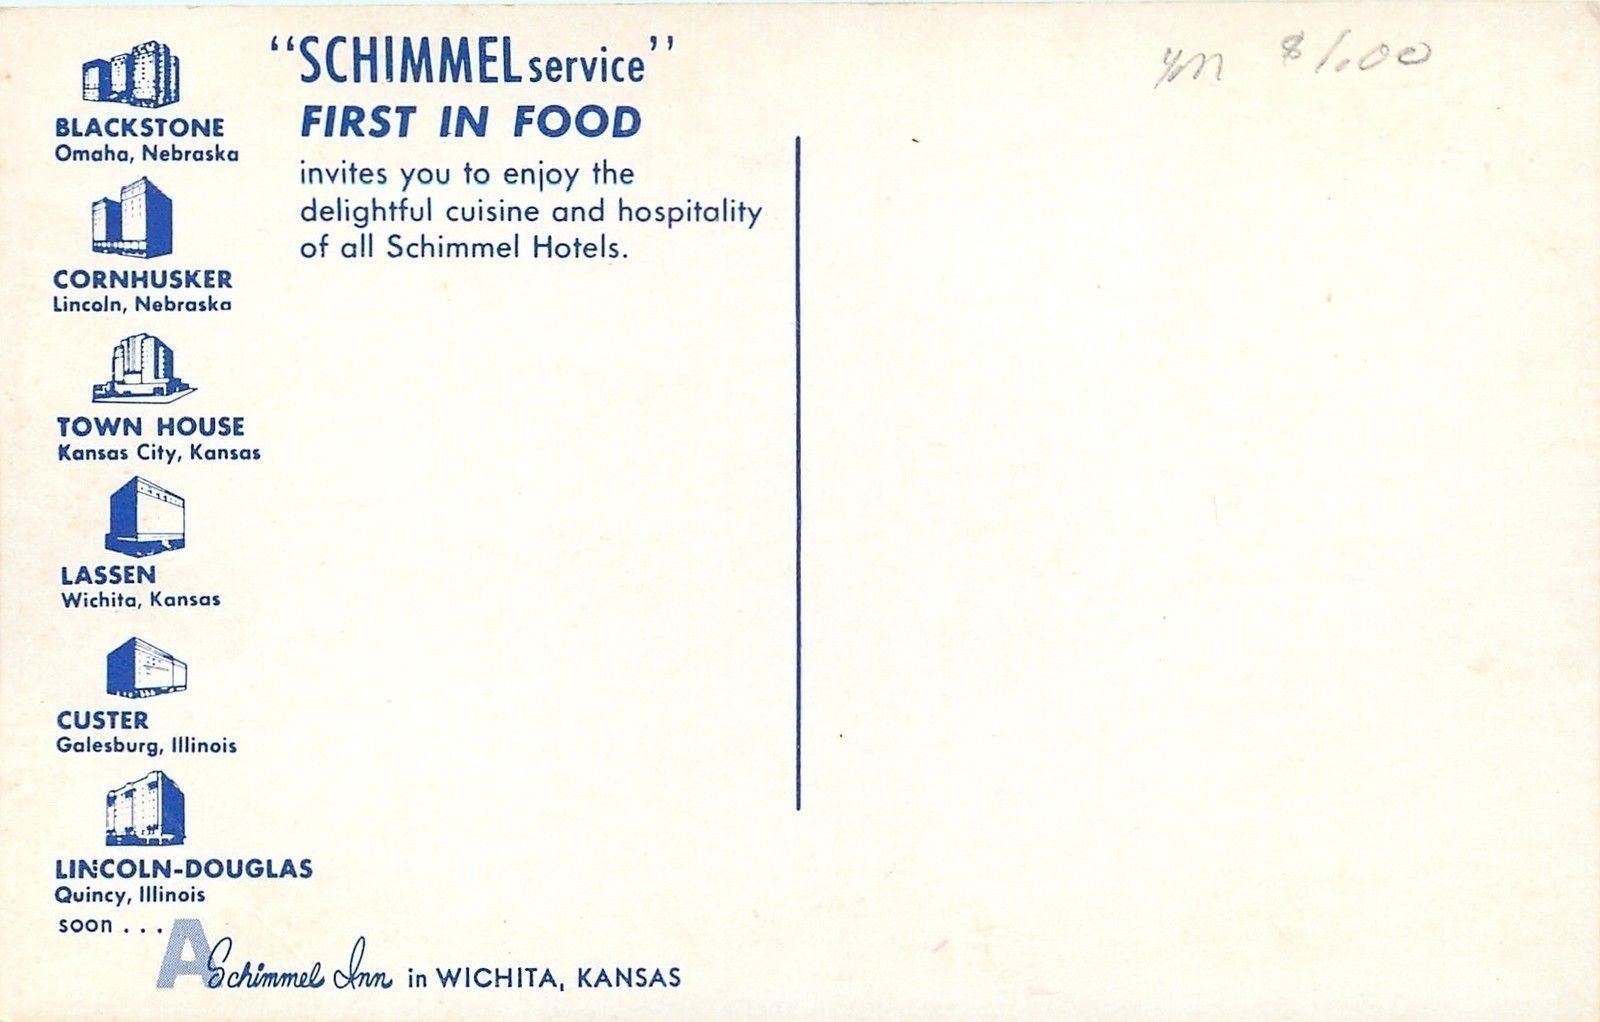 "SCHIMMEL service"
FIRST IN FOOD
invites you to enjoy the
delightful cuisine and hospitality
of all Schimmel Hotels.
BLACKSTONE
Omaha, Nebraska
CORNHUSKER
Lincoln, Nebraska
TOWN HOUSE
Kansas City, Kansas
LASSEN
Wichita, Kansas
CUSTER
Galesburg, Illinois
LINCOLN-DOUGLAS
Quincy, Illinois
soon . . .
A Schimmel Inn in WICHITA, KANSAS
$1.00